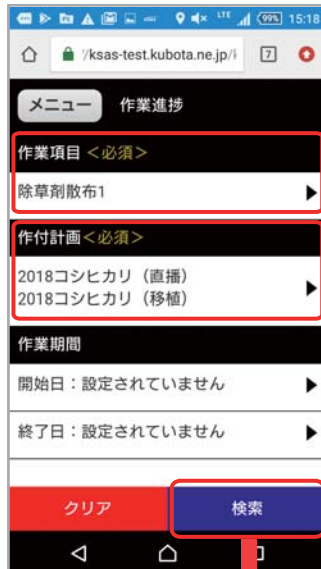 LTE 99% 15:18
/ksas-test.kubota.ne.jp/ 7
メニュー 作業進捗
作業項目 <必須>
除草剤散布1
作付計画<必須>
2018コシヒカリ（直播）
2018コシヒカリ（移植）
作業期間
開始日：設定されていません
終了日：設定されていません
クリア 検索